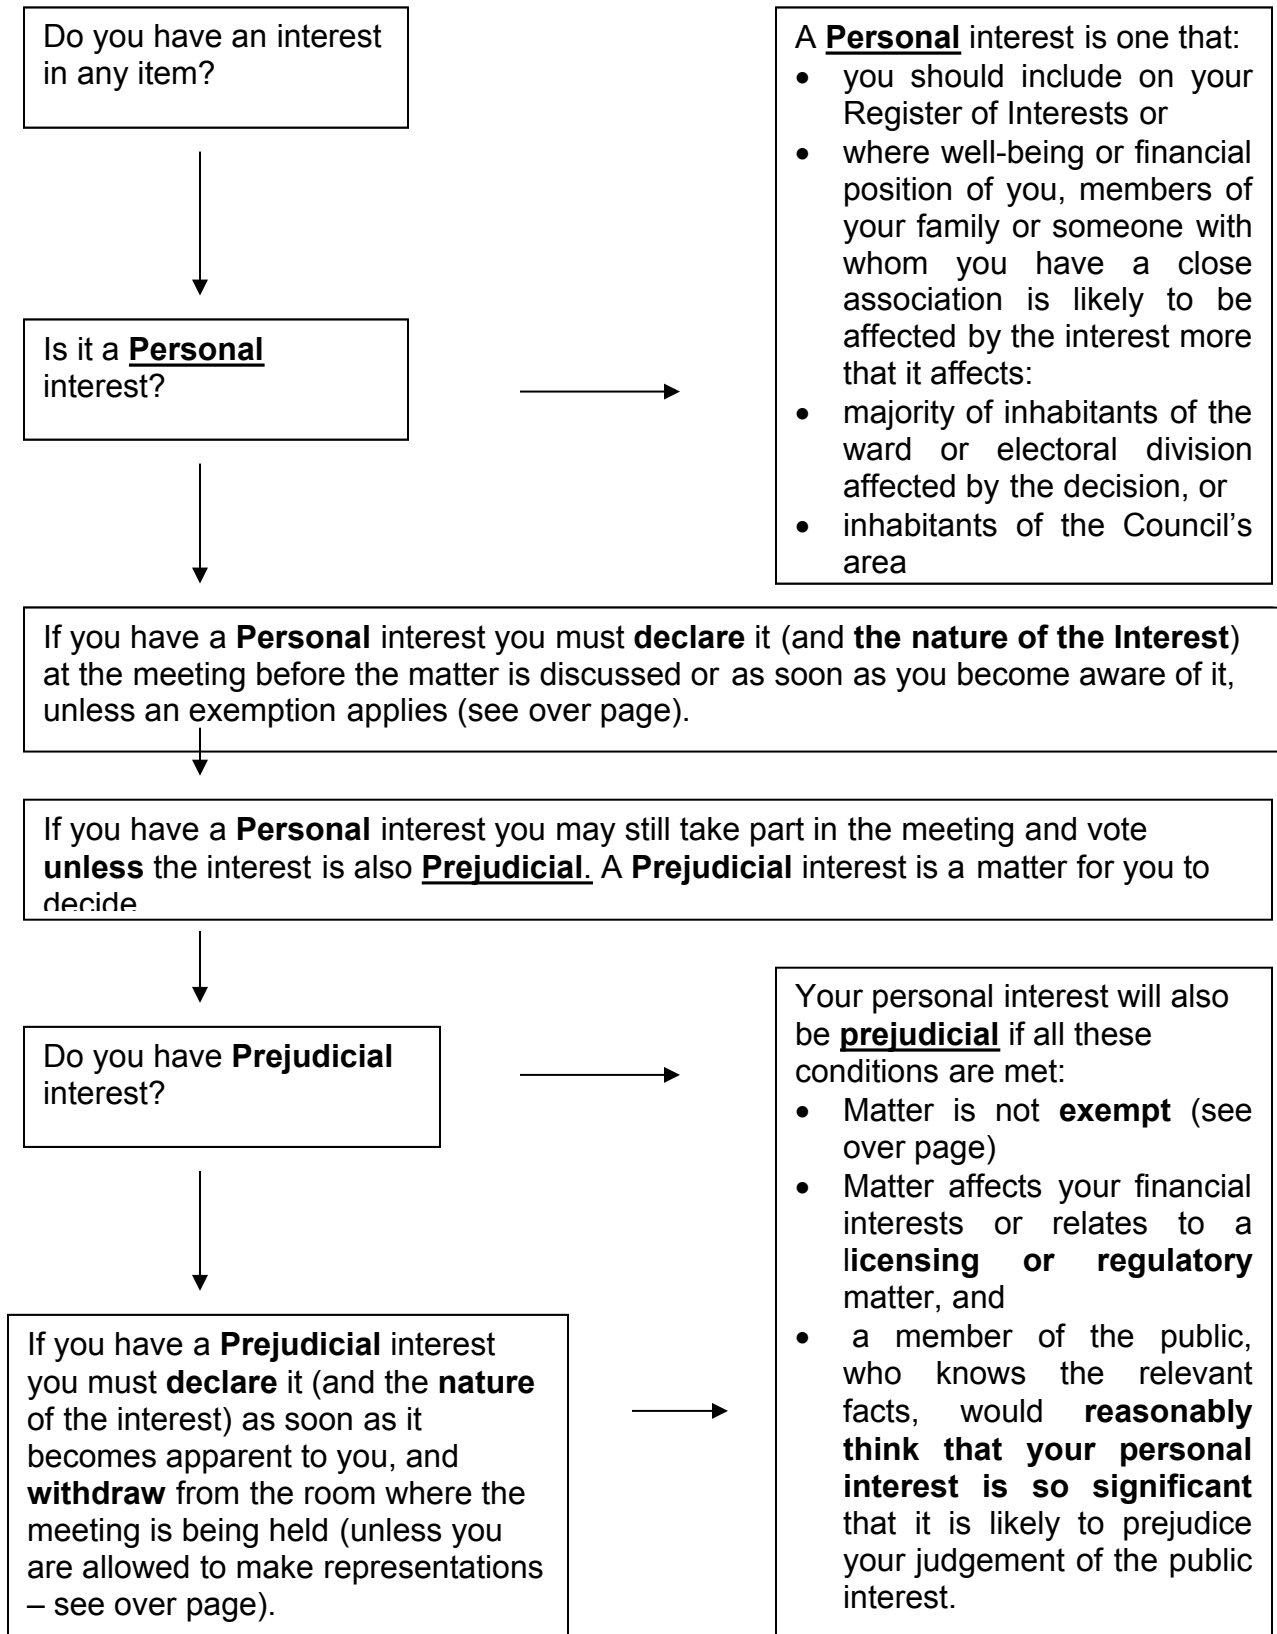 Do you have an interest
in any item?
A Personal interest is one that:
• you should include on your
Register of Interests or
• where well-being or financial
position of you, members of
your family or someone with
whom you have a close
association is likely to be
affected by the interest more
that it affects:
• majority of inhabitants of the
ward or electoral division
affected by the decision, or
• inhabitants of the Council's
area
Is it a Personal
interest?
If you have a Personal interest you must declare it (and the nature of the Interest)
at the meeting before the matter is discussed or as soon as you become aware of it,
unless an exemption applies (see over page).
If you have a Personal interest you may still take part in the meeting and vote
unless the interest is also Prejudicial. A Prejudicial interest is a matter for you to
decide
Do you have Prejudicial
interest?
Your personal interest will also
be prejudicial if all these
conditions are met:
• Matter is not exempt (see
over page)
• Matter affects your financial
interests or relates to a
licensing or regulatory
matter, and
• a member of the public,
who knows the relevant
facts, would reasonably
think that your personal
interest is so significant
that it is likely to prejudice
your judgement of the public
interest.
If you have a Prejudicial interest
you must declare it (and the nature
of the interest) as soon as it
becomes apparent to you, and
withdraw from the room where the
meeting is being held (unless you
are allowed to make representations
– see over page).